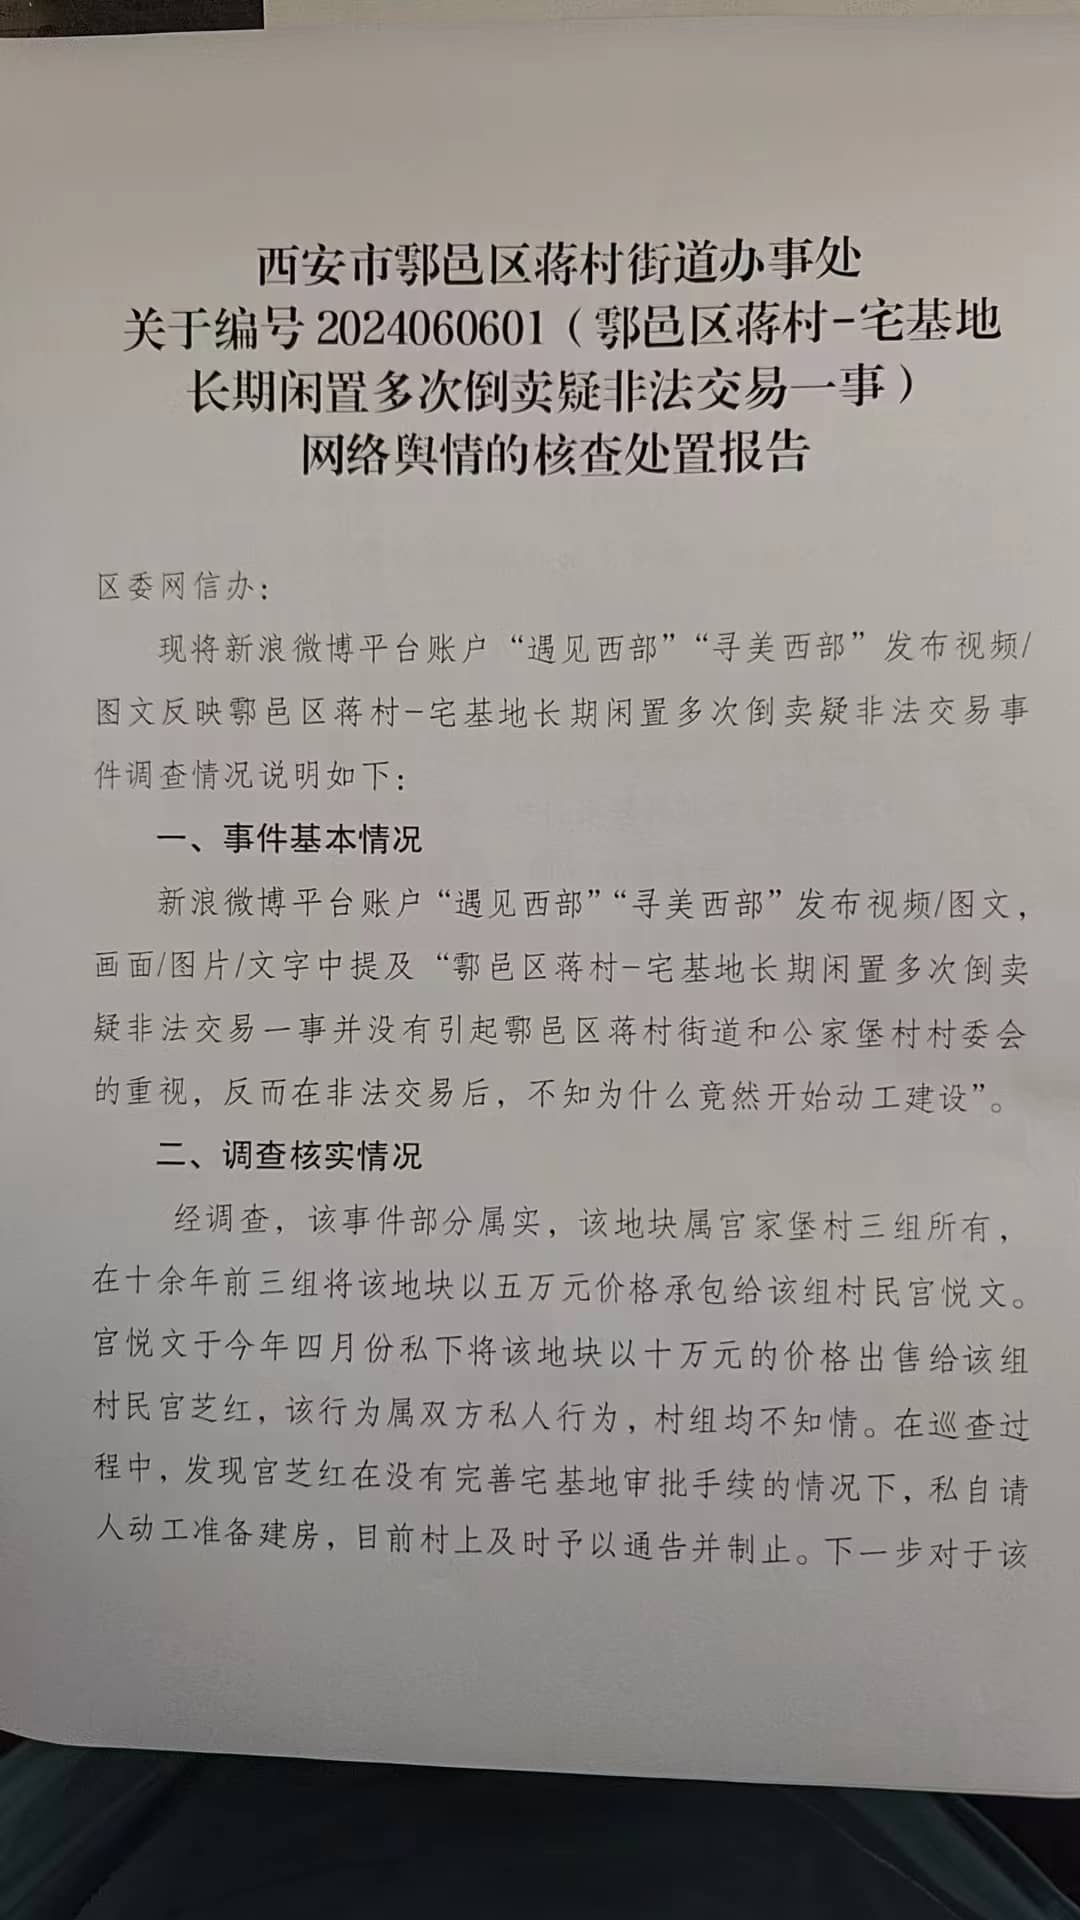 西安市鄠邑区蒋村街道办事处
关于编号2024060601（鄠邑区蒋村-宅基地
长期闲置多次倒卖疑非法交易一事）
网络舆情的核查处置报告
区委网信办：
现将新浪微博平台账户“遇见西部”“寻美西部”发布视频/
图文反映鄠邑区蒋村-宅基地长期闲置多次倒卖疑非法交易事
件调查情况说明如下：
一、事件基本情况
新浪微博平台账户“遇见西部”“寻美西部”发布视频/图文，
画面/图片/文字中提及“鄠邑区蒋村-宅基地长期闲置多次倒卖
疑非法交易一事并没有引起鄠邑区蒋村街道和公家堡村村委会
的重视，反而在非法交易后，不知为什么竟然开始动工建设”。
二、调查核实情况
经调查，该事件部分属实，该地块属宫家堡村三组所有，
在十余年前三组将该地块以五万元价格承包给该组村民宫悦文。
宫悦文于今年四月份私下将该地块以十万元的价格出售给该组
村民官芝红，该行为属双方私人行为，村组均不知情。在巡查过
程中，发现官芝红在没有完善宅基地审批手续的情况下，私自请
人动工准备建房，目前村上及时予以通告并制止。下一步对于该